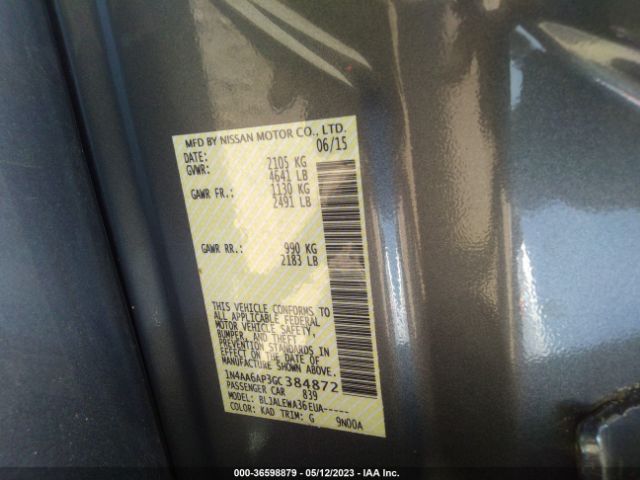 MFD BY NISSAN MOTOR CO., LTD.
DATE: 06/15
GVWR: 2105 KG
4641 LB
GAWR FR.: 1130 KG
2491 LB
GAWR RR.: 990 KG
2183 LB
THIS VEHICLE CONFORMS TO
ALL APPLICABLE FEDERAL
MOTOR VEHICLE SAFETY,
BUMPER, AND THEFT
PREVENTION STANDARDS IN
EFFECT ON THE DATE OF
MANUFACTURE SHOWN ABOVE.
1N4AA6AP3GC384872
PASSENGER CAR 839
MODEL: BLJALEWA36EUA-----
COLOR: KAD TRIM: G 9N00A
000-36598879 - 05/12/2023 - IAA Inc.